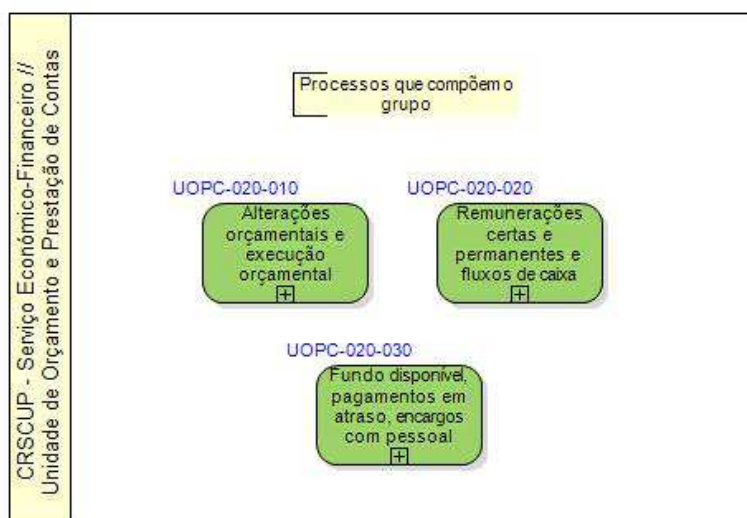 CRSCUP - Serviço Económico-Financeiro //
Unidade de Orçamento e Prestação de Contas
Processos que compõem o
grupo
UOPC-020-010
Alterações
orçamentais e
execução
orçamental
UOPC-020-020
Remunerações
certas e
permanentes e
fluxos de caixa
UOPC-020-030
Fundo disponível,
pagamentos em
atraso, encargos
com pessoal